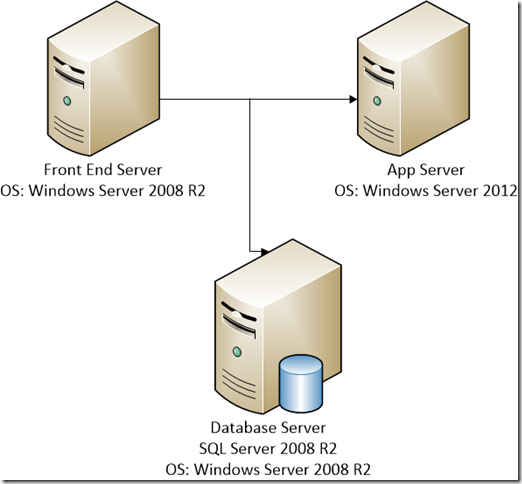 Front End Server
OS: Windows Server 2008 R2
App Server
OS: Windows Server 2012
Database Server
SQL Server 2008 R2
OS: Windows Server 2008 R2